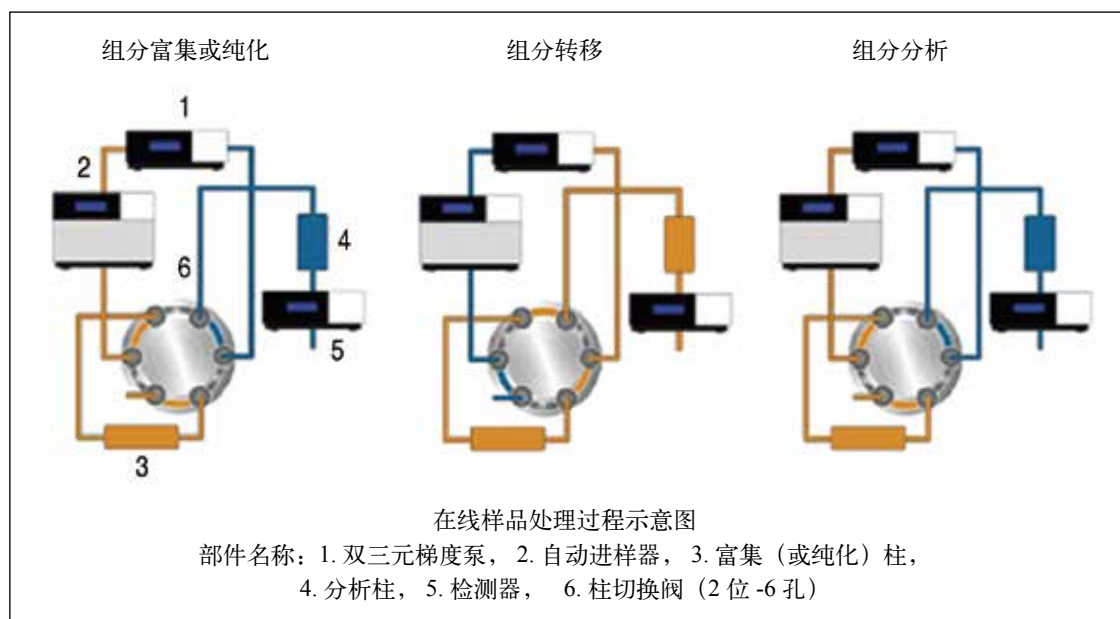 组分富集或纯化 组分转移 组分分析
1
2
4
6
5
3
在线样品处理过程示意图
部件名称：1. 双三元梯度泵， 2. 自动进样器， 3. 富集（或纯化）柱，
4. 分析柱， 5. 检测器， 6. 柱切换阀（2 位 -6 孔）